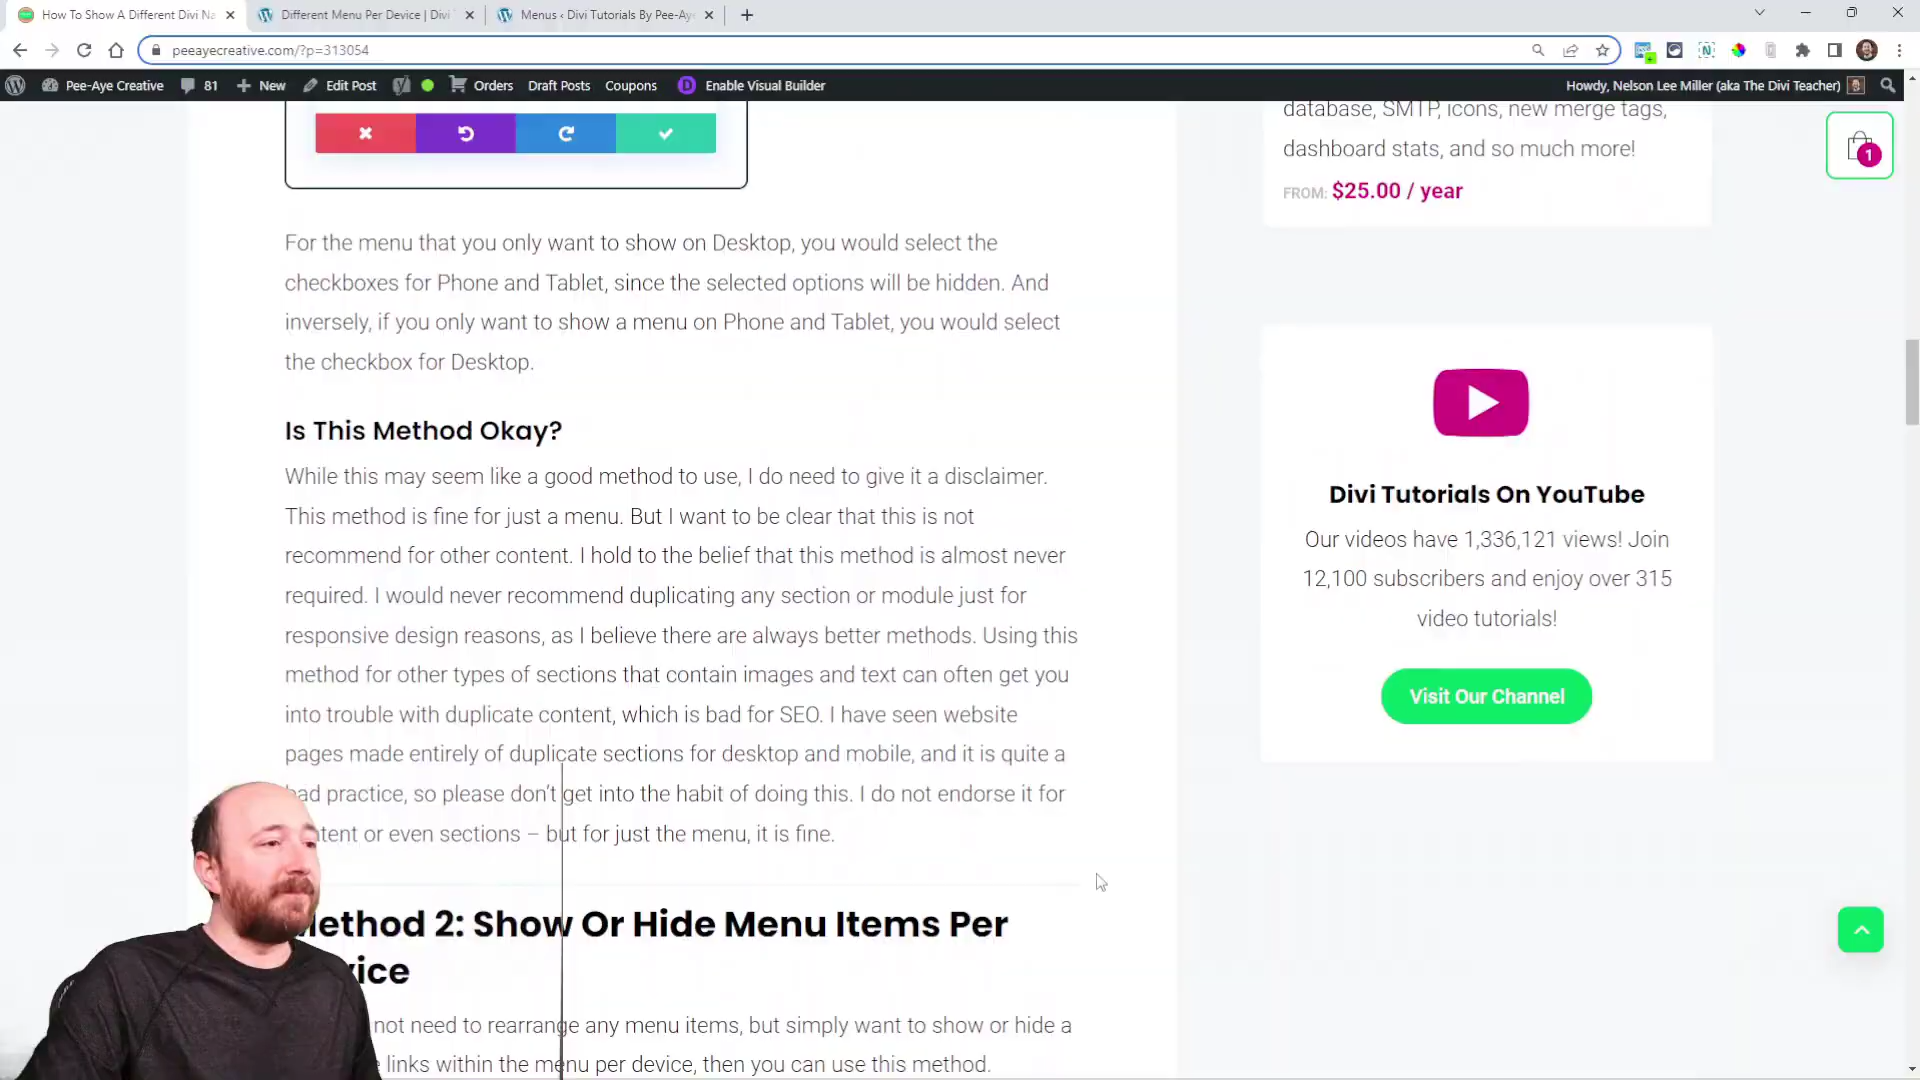 How To Show A Different Divi Na
Different Menu Per Device | Divi
Menus ‹ Divi Tutorials By Pee-Aye
peeayecreative.com/?p=313054
Pee-Aye Creative
81
New
Edit Post
Orders
Draft Posts
Coupons
Enable Visual Builder
Howdy, Nelson Lee Miller (aka The Divi Teacher)
For the menu that you only want to show on Desktop, you would select the
checkboxes for Phone and Tablet, since the selected options will be hidden. And
inversely, if you only want to show a menu on Phone and Tablet, you would select
the checkbox for Desktop.
Is This Method Okay?
While this may seem like a good method to use, I do need to give it a disclaimer.
This method is fine for just a menu. But I want to be clear that this is not
recommend for other content. I hold to the belief that this method is almost never
required. I would never recommend duplicating any section or module just for
responsive design reasons, as I believe there are always better methods. Using this
method for other types of sections that contain images and text can often get you
into trouble with duplicate content, which is bad for SEO. I have seen website
pages made entirely of duplicate sections for desktop and mobile, and it is quite a
bad practice, so please don't get into the habit of doing this. I do not endorse it for
tent or even sections – but for just the menu, it is fine.
ethod 2: Show Or Hide Menu Items Per
vice
not need to rearrange any menu items, but simply want to show or hide a
links within the menu per device, then you can use this method.
database, SMTP, icons, new merge tags,
dashboard stats, and so much more!
FROM: $25.00 / year
1
Divi Tutorials On YouTube
Our videos have 1,336,121 views! Join
12,100 subscribers and enjoy over 315
video tutorials!
Visit Our Channel